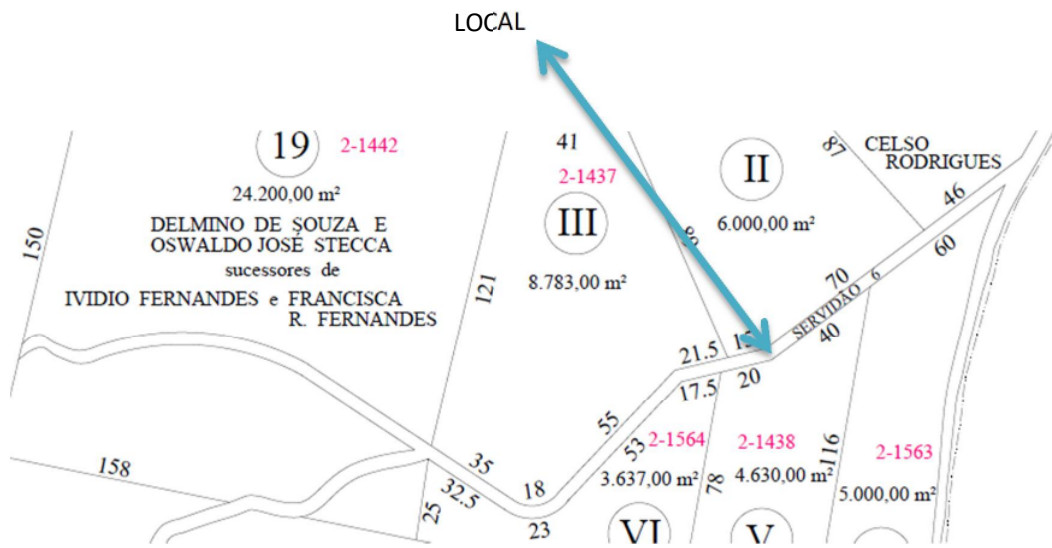 LOCAL
19
2-1442
24.200,00 m²
DELMINO DE SOUZA E
OSWALDO JOSÉ STECCA
sucessores de
IVIDIO FERNANDES e FRANCISCA
R. FERNANDES
150
121
41
2-1437
III
8.783,00 m²
II
6.000,00 m²
87
CELSO
RODRIGUES
46
60
70
SERVIDÃO 6
40
21.5
17.5
20
55
53
35
32.5
18
23
158
25
2-1564
3.637,00 m²
VI
78
2-1438
4.630,00 m²
V
116
2-1563
5.000,00 m²